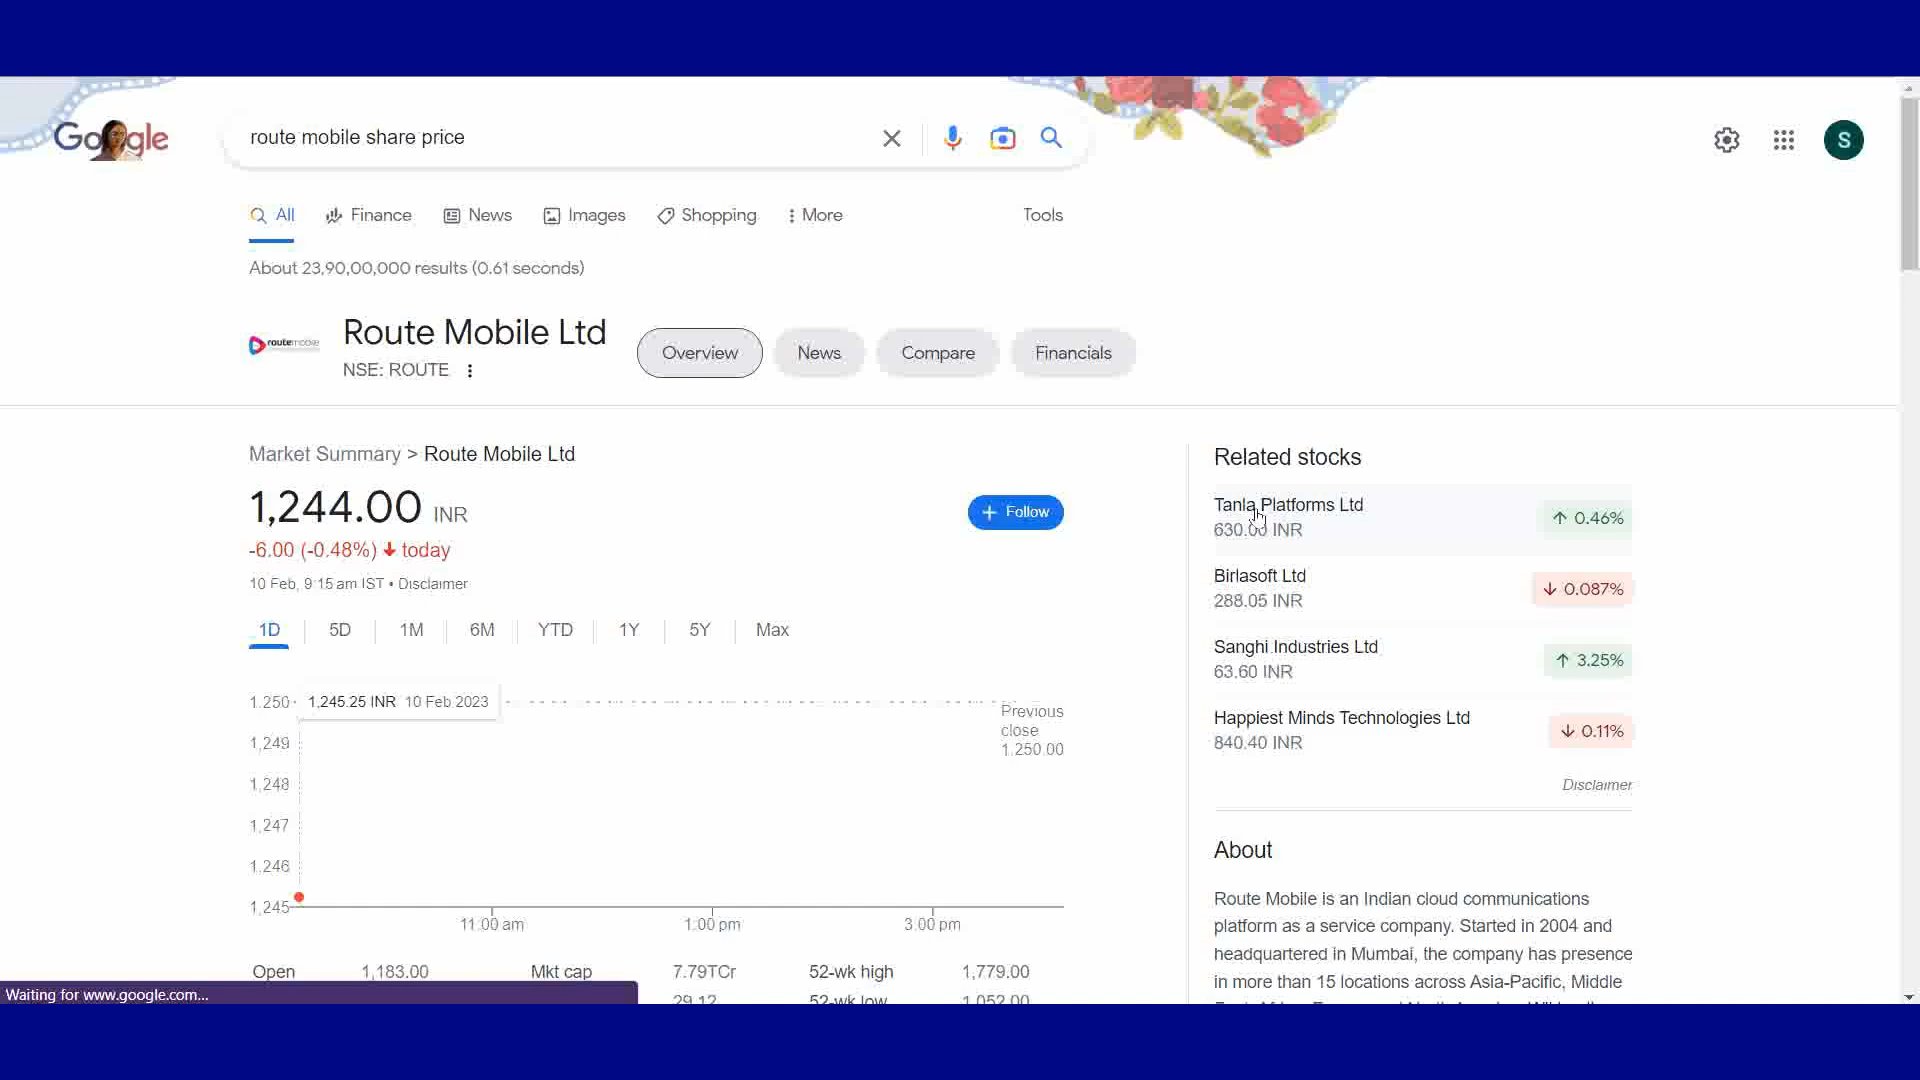 Google
route mobile share price
S
All
Finance
News
Images
Shopping
More
Tools
About 23,90,00,000 results (0.61 seconds)
routemobile
Route Mobile Ltd
NSE: ROUTE
Overview
News
Compare
Financials
Market Summary > Route Mobile Ltd
1,244.00 INR
-6.00 (-0.48%) today
10 Feb, 9:15 am IST • Disclaimer
+ Follow
1D
5D
1M
6M
YTD
1Y
5Y
Max
1,245.25 INR 10 Feb 2023
1,250
1,249
1,248
1,247
1,246
1,245
Previous
close
1,250.00
11:00 am
1:00 pm
3:00 pm
Open 1,183.00
Mkt cap 7.79TCr
52-wk high 1,779.00
29.12
52-wk low 1,052.00
Waiting for www.google.com...
Related stocks
Tanla Platforms Ltd
630.00 INR
0.46%
Birlasoft Ltd
288.05 INR
0.087%
Sanghi Industries Ltd
63.60 INR
3.25%
Happiest Minds Technologies Ltd
840.40 INR
0.11%
Disclaimer
About
Route Mobile is an Indian cloud communications
platform as a service company. Started in 2004 and
headquartered in Mumbai, the company has presence
in more than 15 locations across Asia-Pacific, Middle